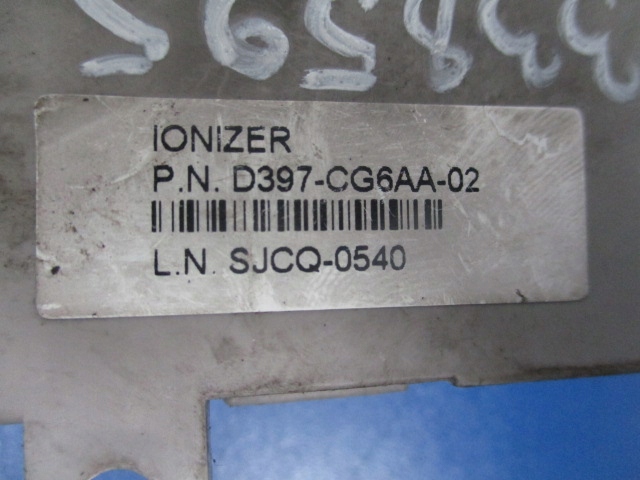 IONIZER
P.N. D397-CG6AA-02
L.N. SJCQ-0540